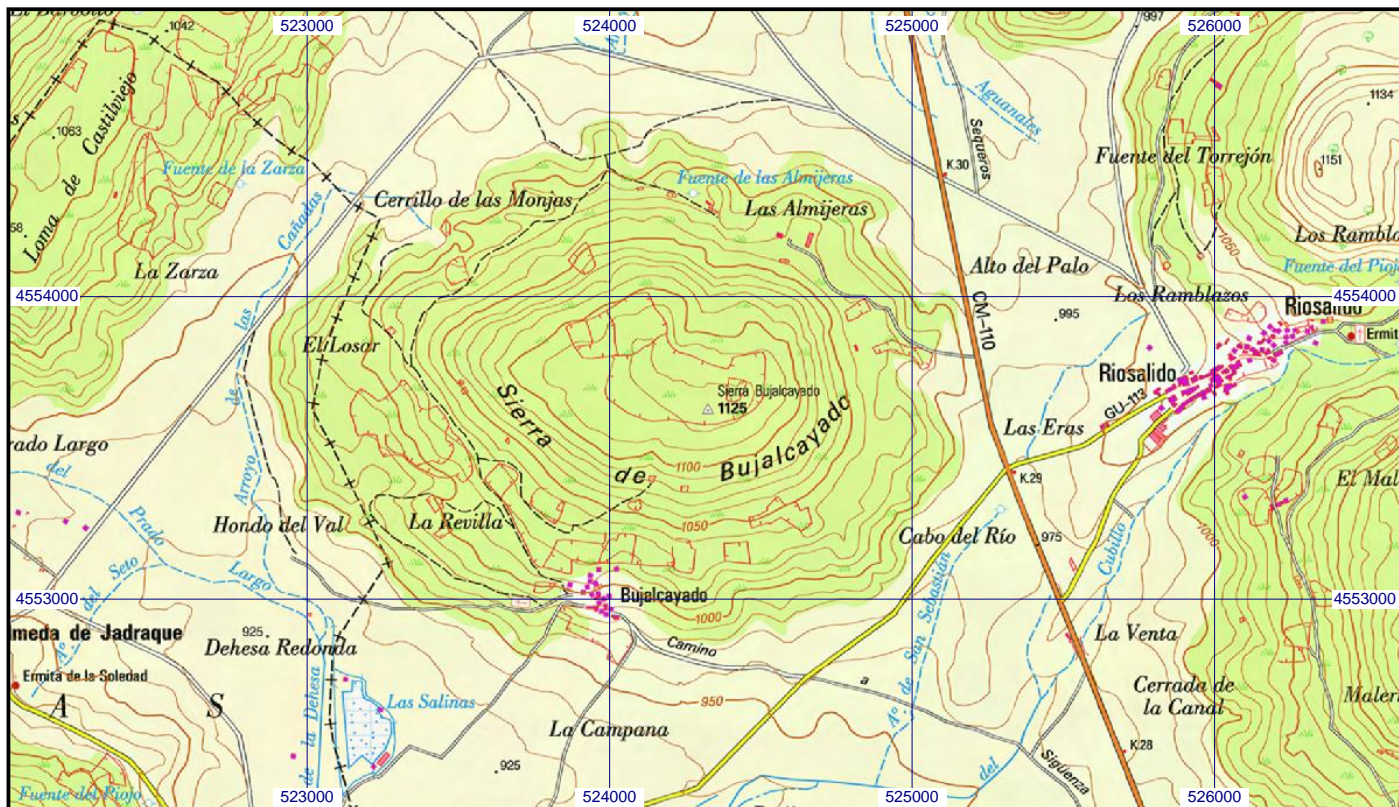 El Barbollo
523000
524000
525000
526000
1042
997
Aguanales
1134
Sequeros
1063
Loma de Castilviejo
Fuente del Torrejón
1151
K.30
Fuente de la Zarza
Fuente de las Almijeras
Cerrillo de las Monjas
Las Almijeras
58
1050
Los Rambla
La Zarza
Alto del Palo
Fuente del Piojo
4554000
Los Ramblazos
4554000
Riosalido
995
CM-110
Ermit
El Losar
Riosalido
Sierra Bujalcayado
1125
GU-113
Sierra de Bujalcayado
Las Eras
rado Largo
1100
K.29
El Mal
Arroyo de las Cañadas
Hondo del Val
La Revilla
1050
Cabo del Río
975
1000
del Prado Largo
Aº del Seto
Cubillo
4553000
Bujalcayado
4553000
1000
meda de Jadraque
925
Dehesa Redonda
Camino a Sigüenza
La Venta
Ermita de la Soledad
Aº de San Sebastián
Cerrada de
la Canal
Maler
A S
Las Salinas
950
de la Dehesa
La Campana
K.28
925
del
Fuente del Piojo
523000
524000
525000
526000